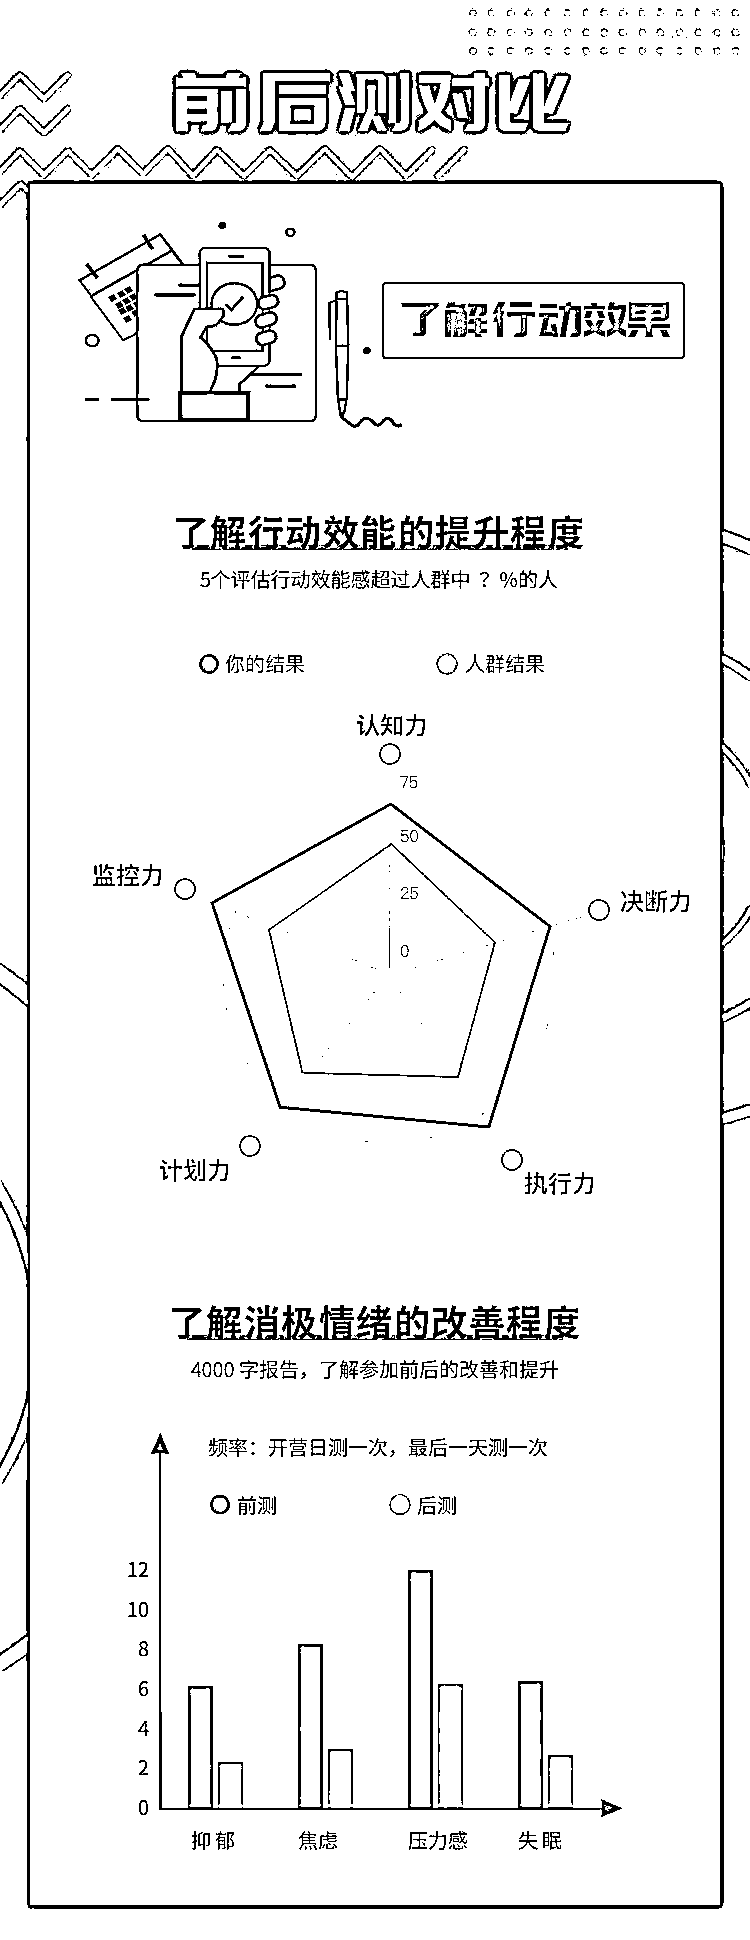 前后测对比
了解行动效果
了解行动效能的提升程度
5个评估行动效能感超过人群中 ? %的人
你的结果 人群结果
认知力
75
50
监控力
25
决断力
0
计划力
执行力
了解消极情绪的改善程度
4000 字报告，了解参加前后的改善和提升
频率：开营日测一次，最后一天测一次
前测 后测
12
10
8
6
4
2
0
抑郁 焦虑 压力感 失眠